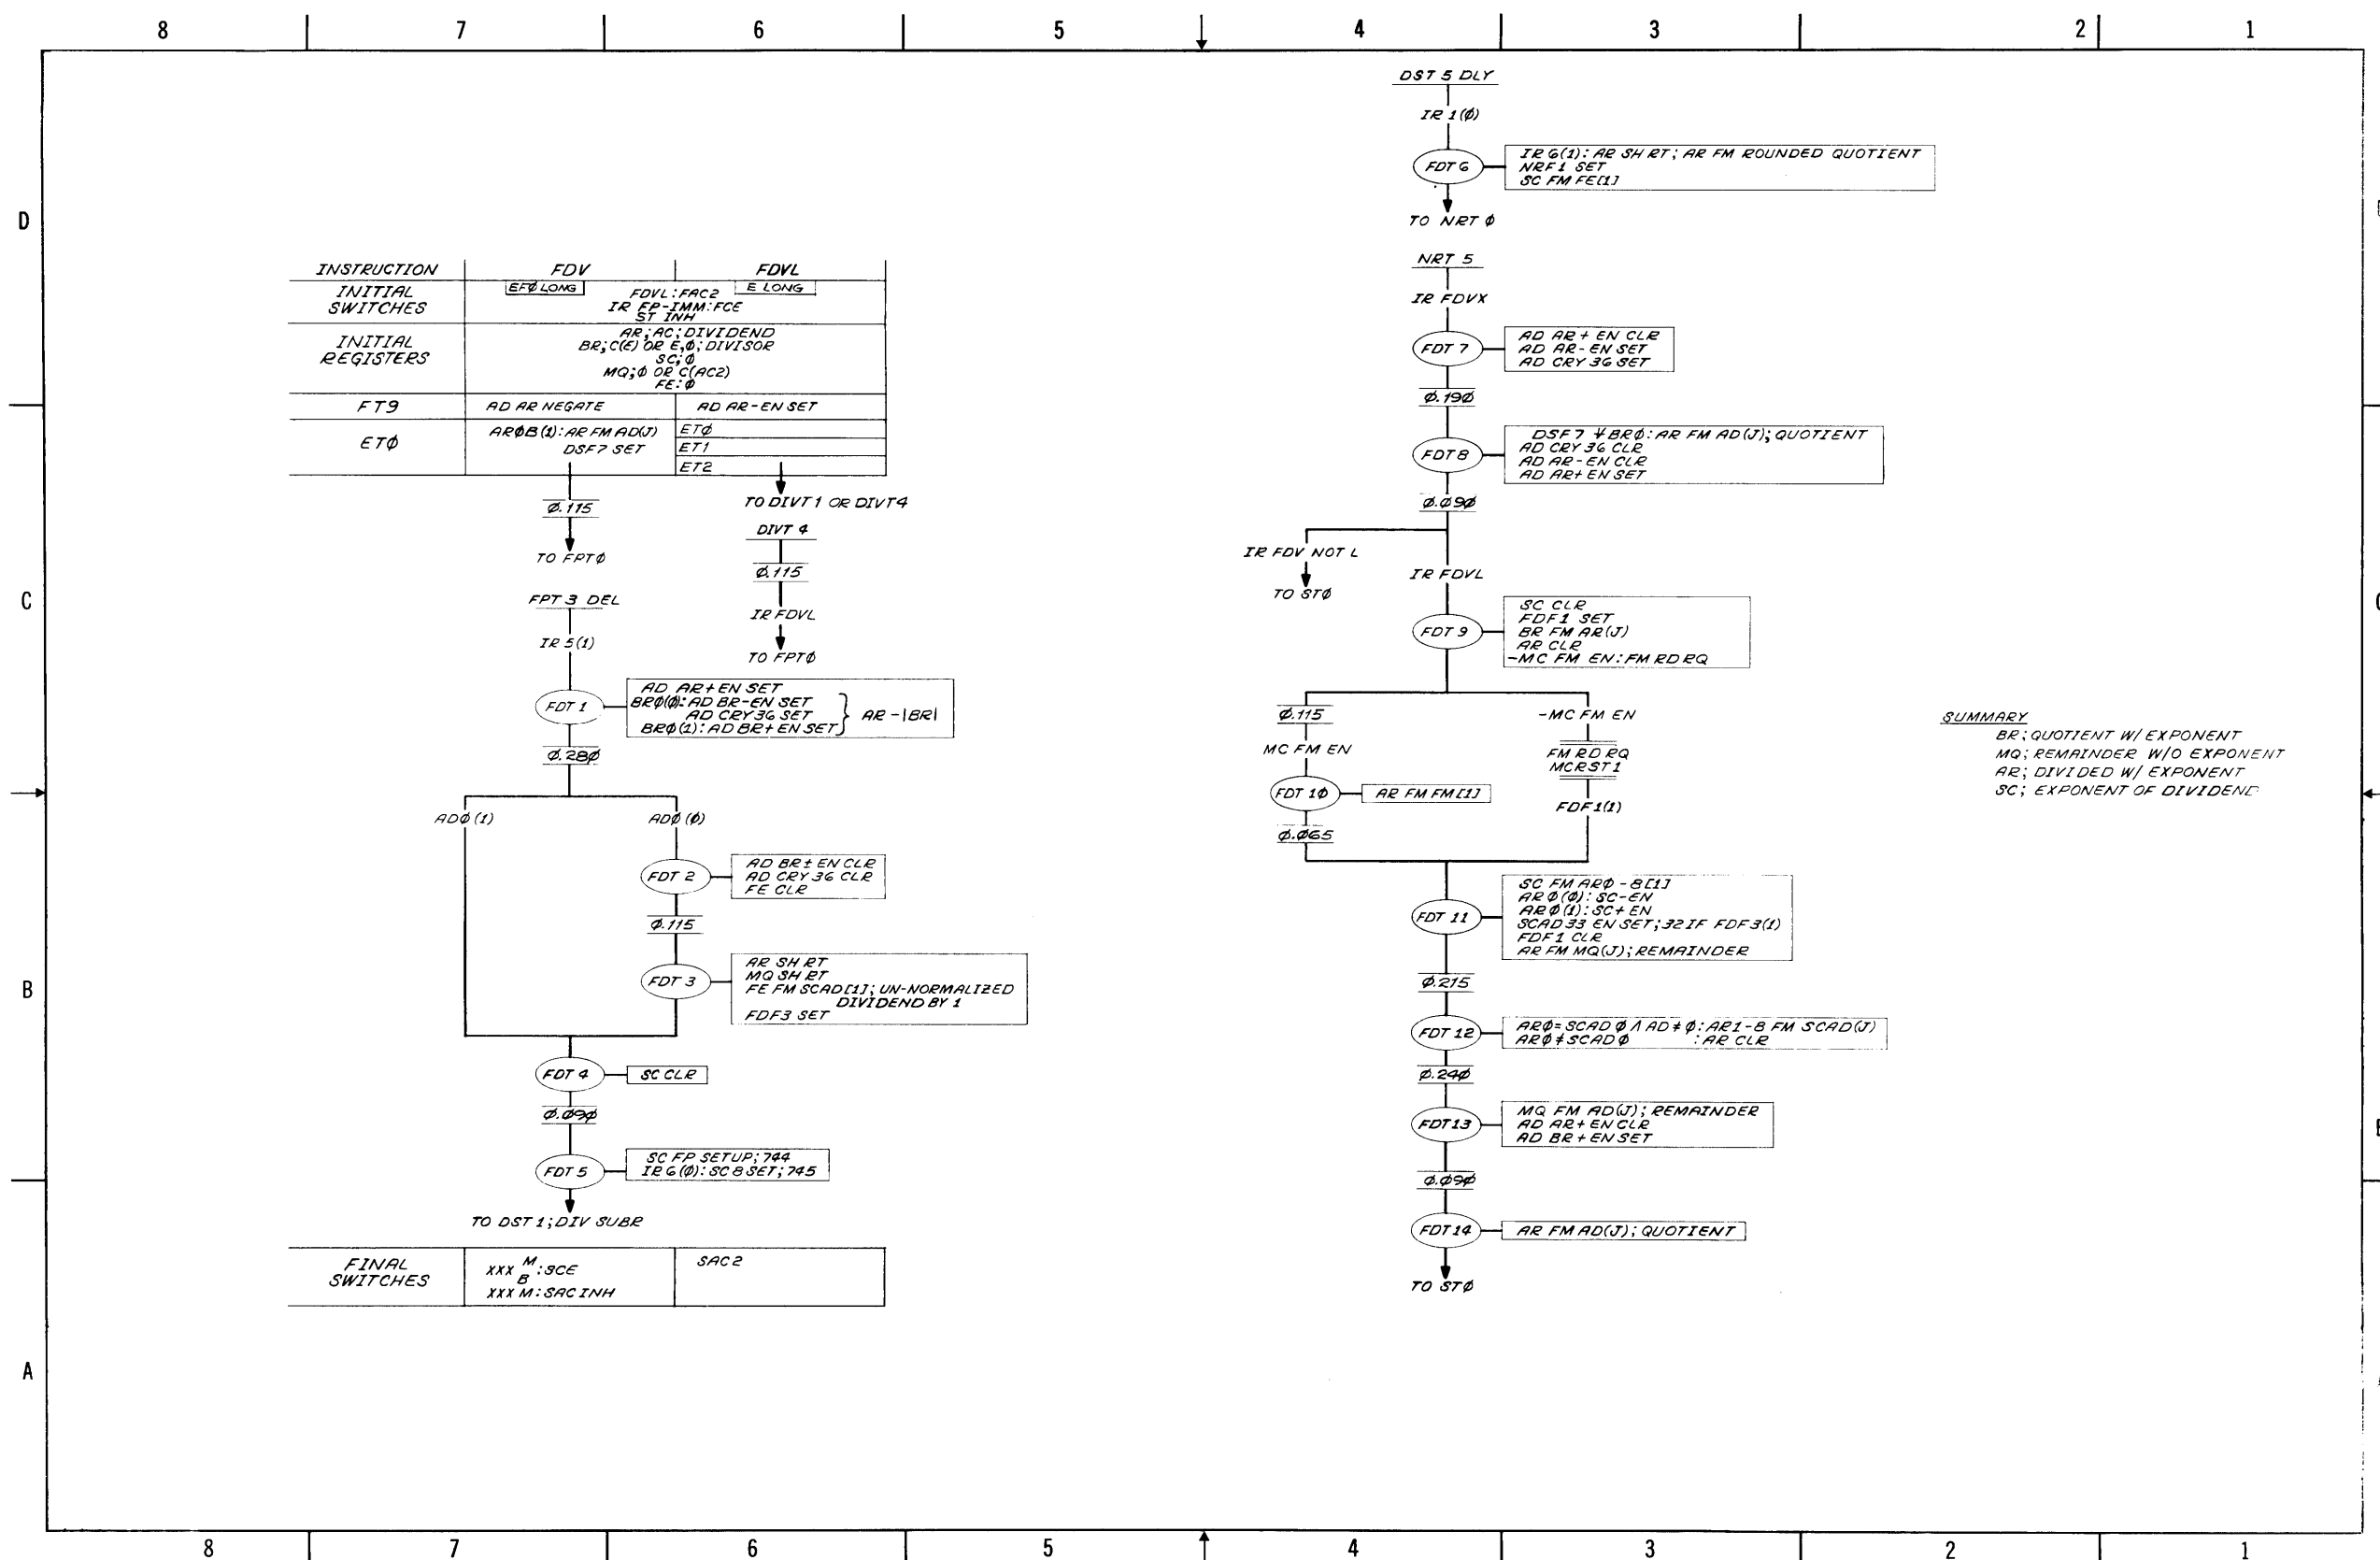 8 7 6 5 4 3 2 1
D
C
B
A
INSTRUCTION FDV FDVL
INITIAL SWITCHES
EFØ LONG E LONG
FDVL:FAC2
IR FP-IMM:FCE
ST INH
INITIAL REGISTERS
AR;AC;DIVIDEND
BR;C(E) OR E,Ø;DIVISOR
SC;Ø
MQ;Ø OR C(AC2)
FE:Ø
FT9 AD AR NEGATE AD AR-EN SET
ETØ
ARØB(1):AR FM AD(J)
DSF7 SET
ETØ
ET1
ET2
Ø.115
TO FPTØ
TO DIVT1 OR DIVT4
DIVT 4
Ø.115
IR FDVL
TO FPTØ
FPT 3 DEL
IR 5(1)
FDT 1
AD AR+EN SET
BRØ(Ø):AD BR-EN SET
AD CRY 36 SET
BRØ(1):AD BR+EN SET
AR-|BR|
Ø.28Ø
ADØ(1)
ADØ(Ø)
FDT 2
AD BR± EN CLR
AD CRY 36 CLR
FE CLR
Ø.115
FDT 3
AR SH RT
MQ SH RT
FE FM SCAD[1]; UN-NORMALIZED
DIVIDEND BY 1
FDF3 SET
FDT 4
SC CLR
Ø.Ø9Ø
FDT 5
SC FP SETUP;744
IR 6(Ø):SC 8 SET;745
TO DST 1;DIV SUBR
FINAL SWITCHES
XXX M:SCE
B
XXX M:SAC INH
SAC2
DST 5 DLY
IR 1(Ø)
FDT 6
IR 6(1): AR SH RT; AR FM ROUNDED QUOTIENT
NRF1 SET
SC FM FE[1]
TO NRT Ø
NRT 5
IR FDVX
FDT 7
AD AR+ EN CLR
AD AR- EN SET
AD CRY 36 SET
Ø.19Ø
FDT 8
DSF7 ⩝ BRØ:AR FM AD(J); QUOTIENT
AD CRY 36 CLR
AD AR-EN CLR
AD AR+ EN SET
Ø.Ø9Ø
IR FDV NOT L
TO STØ
IR FDVL
FDT 9
SC CLR
FDF1 SET
BR FM AR(J)
AR CLR
-MC FM EN:FM RD RQ
Ø.115
MC FM EN
FDT 1Ø
AR FM FM[1]
Ø.Ø65
-MC FM EN
FM RD RQ
MCRST1
FDF1(1)
FDT 11
SC FM ARØ-8[1]
ARØ(Ø):SC-EN
ARØ(1):SC+EN
SCAD 33 EN SET;32 IF FDF3(1)
FDF1 CLR
AR FM MQ(J);REMAINDER
Ø.215
FDT 12
ARØ=SCADØ Λ AD≠Ø:AR1-8 FM SCAD(J)
ARØ≠SCADØ :AR CLR
Ø.24Ø
FDT 13
MQ FM AD(J);REMAINDER
AD AR+EN CLR
AD BR+EN SET
Ø.Ø9Ø
FDT 14
AR FM AD(J); QUOTIENT
TO STØ
SUMMARY
BR; QUOTIENT W/ EXPONENT
MQ; REMAINDER W/O EXPONENT
AR; DIVIDED W/ EXPONENT
SC; EXPONENT OF DIVIDEND
8 7 6 5 4 3 2 1